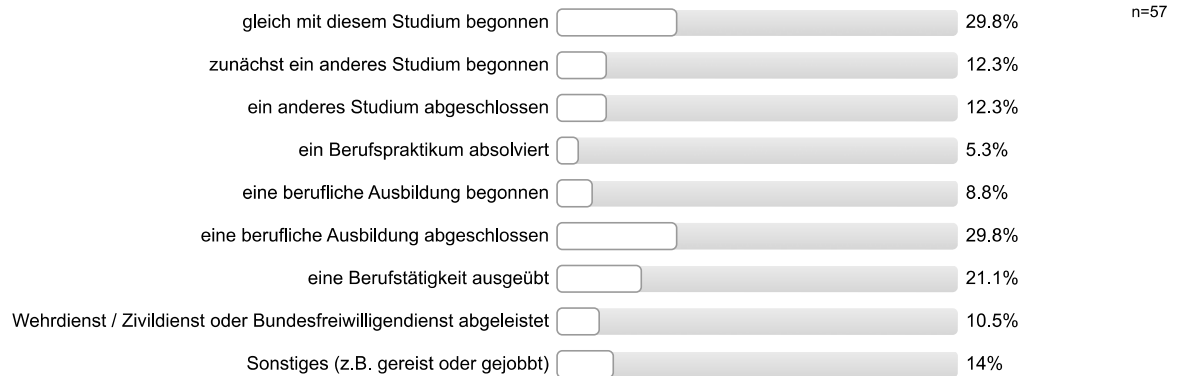 gleich mit diesem Studium begonnen 29.8% n=57
zunächst ein anderes Studium begonnen 12.3%
ein anderes Studium abgeschlossen 12.3%
ein Berufspraktikum absolviert 5.3%
eine berufliche Ausbildung begonnen 8.8%
eine berufliche Ausbildung abgeschlossen 29.8%
eine Berufstätigkeit ausgeübt 21.1%
Wehrdienst / Zivildienst oder Bundesfreiwilligendienst abgeleistet 10.5%
Sonstiges (z.B. gereist oder gejobbt) 14%